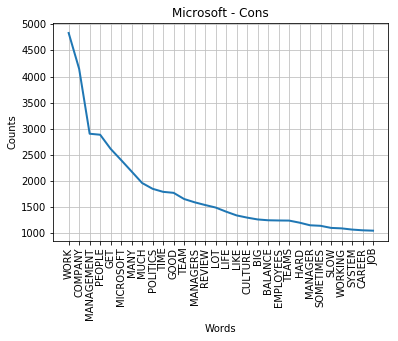 Microsoft - Cons
5000
4500
4000
3500
3000
2500
2000
1500
1000
Counts
WORK
COMPANY
MANAGEMENT
PEOPLE
GET
MICROSOFT
MANY
MUCH
POLITICS
TIME
GOOD
TEAM
MANAGERS
REVIEW
LOT
LIFE
LIKE
CULTURE
BIG
BALANCE
EMPLOYEES
TEAMS
HARD
MANAGER
SOMETIMES
SLOW
WORKING
SYSTEM
CAREER
JOB
Words